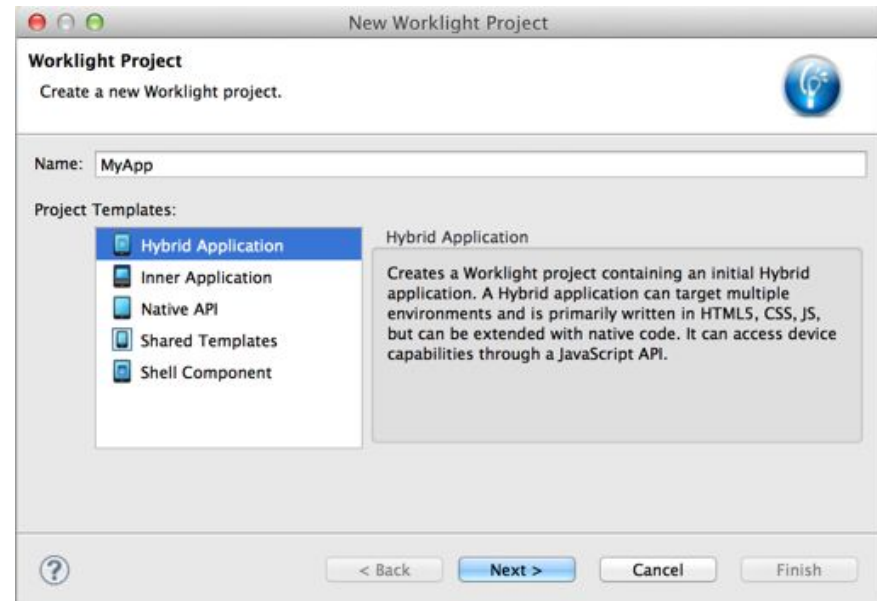 New Worklight Project
Worklight Project
Create a new Worklight project.
Name: MyApp
Project Templates:
Hybrid Application
Inner Application
Native API
Shared Templates
Shell Component
Hybrid Application
Creates a Worklight project containing an initial Hybrid
application. A Hybrid application can target multiple
environments and is primarily written in HTML5, CSS, JS,
but can be extended with native code. It can access device
capabilities through a JavaScript API.
? < Back Next > Cancel Finish